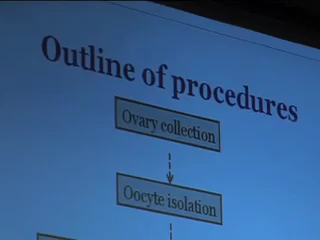 Outline of procedures
Ovary collection
Oocyte isolation